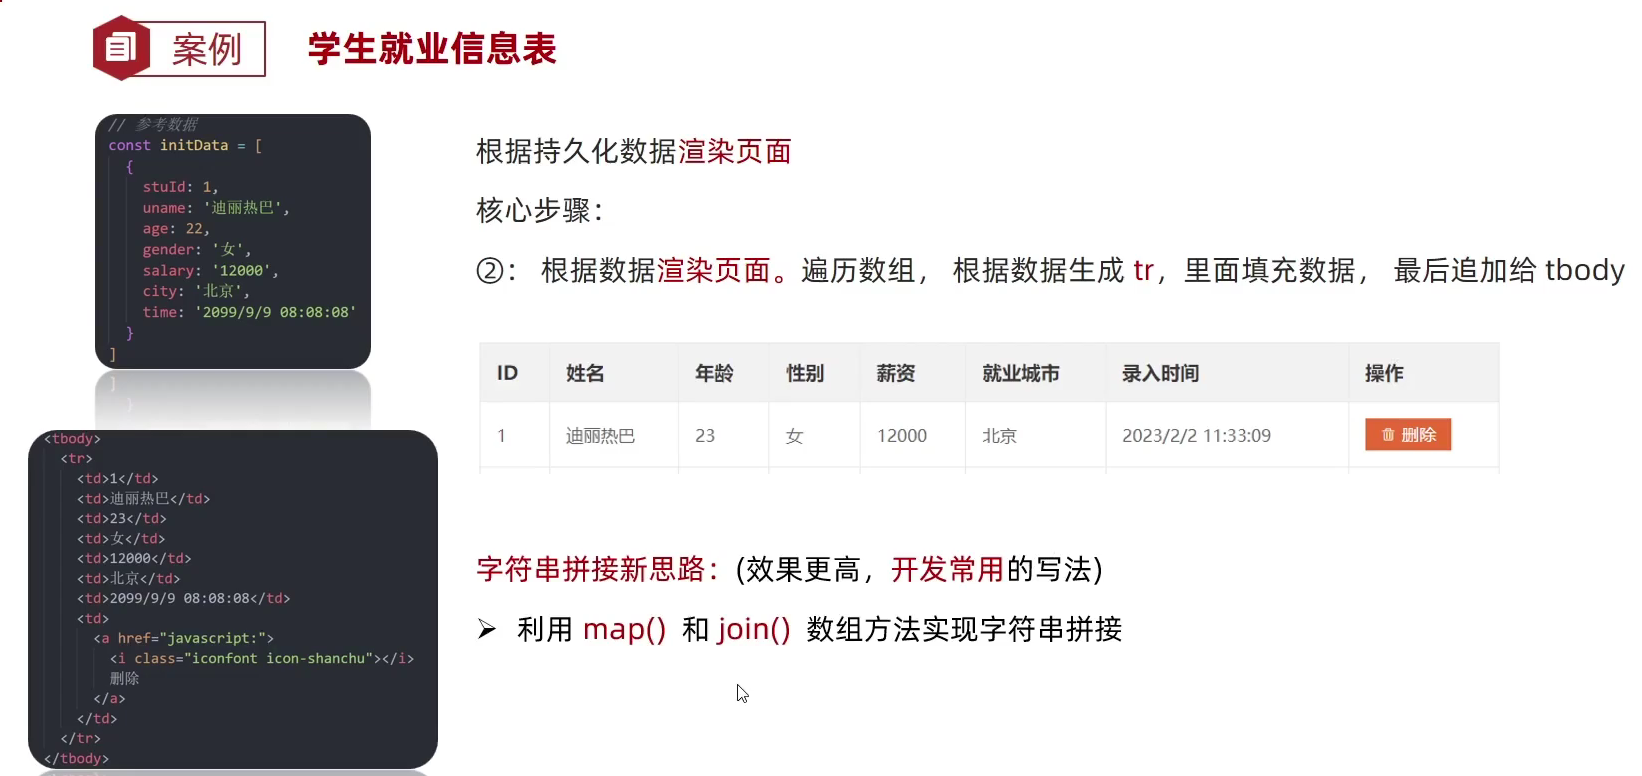 案例 学生就业信息表
// 参考数据
const initData = [
{
stuId: 1,
uname: '迪丽热巴',
age: 22,
gender: '女',
salary: '12000',
city: '北京',
time: '2099/9/9 08:08:08'
}
]
<tbody>
<tr>
<td>1</td>
<td>迪丽热巴</td>
<td>23</td>
<td>女</td>
<td>12000</td>
<td>北京</td>
<td>2099/9/9 08:08:08</td>
<td>
<a href="javascript:">
<i class="iconfont icon-shanchu"></i>
删除
</a>
</td>
</tr>
</tbody>
根据持久化数据渲染页面
核心步骤：
②： 根据数据渲染页面。遍历数组， 根据数据生成 tr，里面填充数据， 最后追加给 tbody
ID 姓名 年龄 性别 薪资 就业城市 录入时间 操作
1 迪丽热巴 23 女 12000 北京 2023/2/2 11:33:09 删除
字符串拼接新思路：(效果更高，开发常用的写法)
➢ 利用 map() 和 join() 数组方法实现字符串拼接